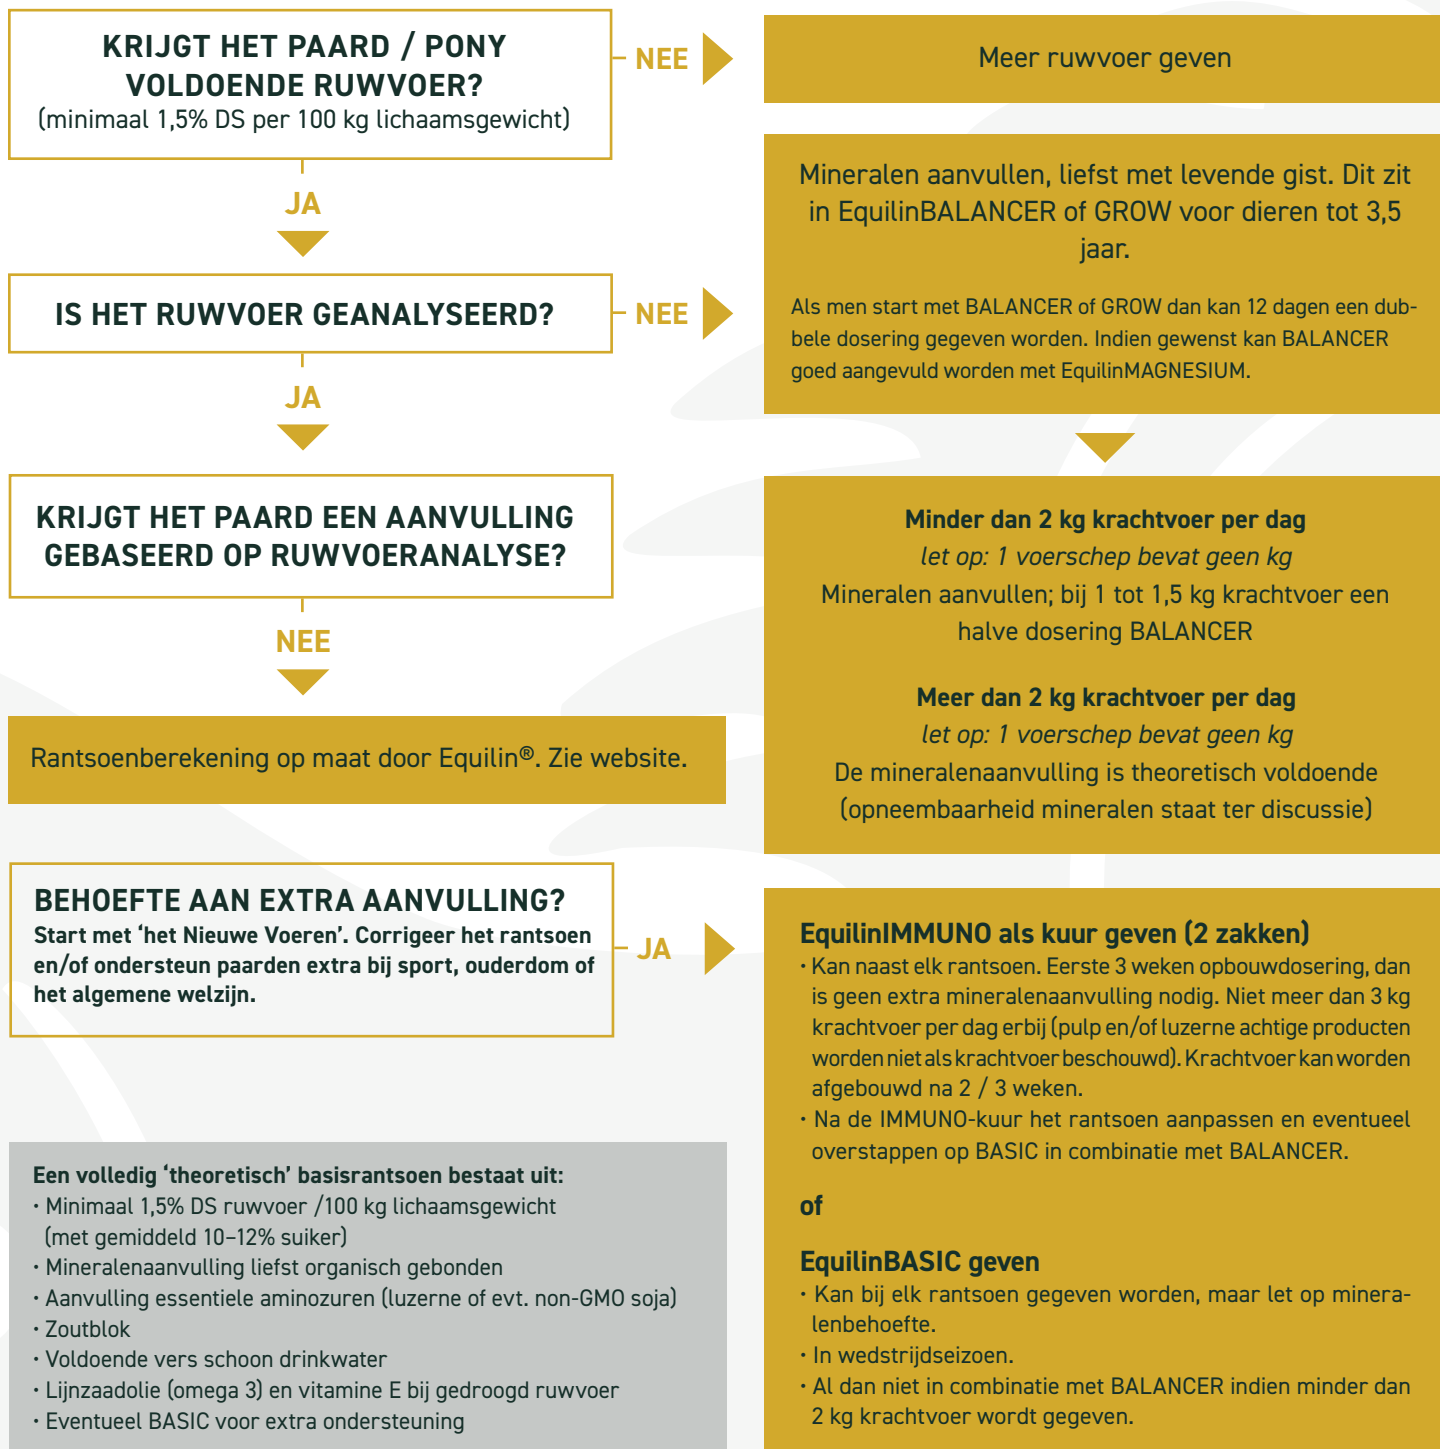 KRIJGT HET PAARD / PONY
VOLDOENDE RUWVOER?
(minimaal 1,5% DS per 100 kg lichaamsgewicht)
NEE
Meer ruwvoer geven
JA
IS HET RUWVOER GEANALYSEERD?
NEE
Mineralen aanvullen, liefst met levende gist. Dit zit
in EquilinBALANCER of GROW voor dieren tot 3,5
jaar.
Als men start met BALANCER of GROW dan kan 12 dagen een dub-
bele dosering gegeven worden. Indien gewenst kan BALANCER
goed aangevuld worden met EquilinMAGNESIUM.
JA
KRIJGT HET PAARD EEN AANVULLING
GEBASEERD OP RUWVOERANALYSE?
NEE
Rantsoenberekening op maat door Equilin®. Zie website.
Minder dan 2 kg krachtvoer per dag
let op: 1 voerschep bevat geen kg
Mineralen aanvullen; bij 1 tot 1,5 kg krachtvoer een
halve dosering BALANCER
Meer dan 2 kg krachtvoer per dag
let op: 1 voerschep bevat geen kg
De mineralenaanvulling is theoretisch voldoende
(opneembaarheid mineralen staat ter discussie)
BEHOEFTE AAN EXTRA AANVULLING?
Start met ‘het Nieuwe Voeren’. Corrigeer het rantsoen
en/of ondersteun paarden extra bij sport, ouderdom of
het algemene welzijn.
JA
EquilinIMMUNO als kuur geven (2 zakken)
· Kan naast elk rantsoen. Eerste 3 weken opbouwdosering, dan
is geen extra mineralenaanvulling nodig. Niet meer dan 3 kg
krachtvoer per dag erbij (pulp en/of luzerne achtige producten
worden niet als krachtvoer beschouwd). Krachtvoer kan worden
afgebouwd na 2 / 3 weken.
· Na de IMMUNO-kuur het rantsoen aanpassen en eventueel
overstappen op BASIC in combinatie met BALANCER.
of
EquilinBASIC geven
· Kan bij elk rantsoen gegeven worden, maar let op minera-
lenbehoefte.
· In wedstrijdseizoen.
· Al dan niet in combinatie met BALANCER indien minder dan
2 kg krachtvoer wordt gegeven.
Een volledig ‘theoretisch’ basisrantsoen bestaat uit:
· Minimaal 1,5% DS ruwvoer /100 kg lichaamsgewicht
(met gemiddeld 10–12% suiker)
· Mineralenaanvulling liefst organisch gebonden
· Aanvulling essentiele aminozuren (luzerne of evt. non-GMO soja)
· Zoutblok
· Voldoende vers schoon drinkwater
· Lijnzaadolie (omega 3) en vitamine E bij gedroogd ruwvoer
· Eventueel BASIC voor extra ondersteuning